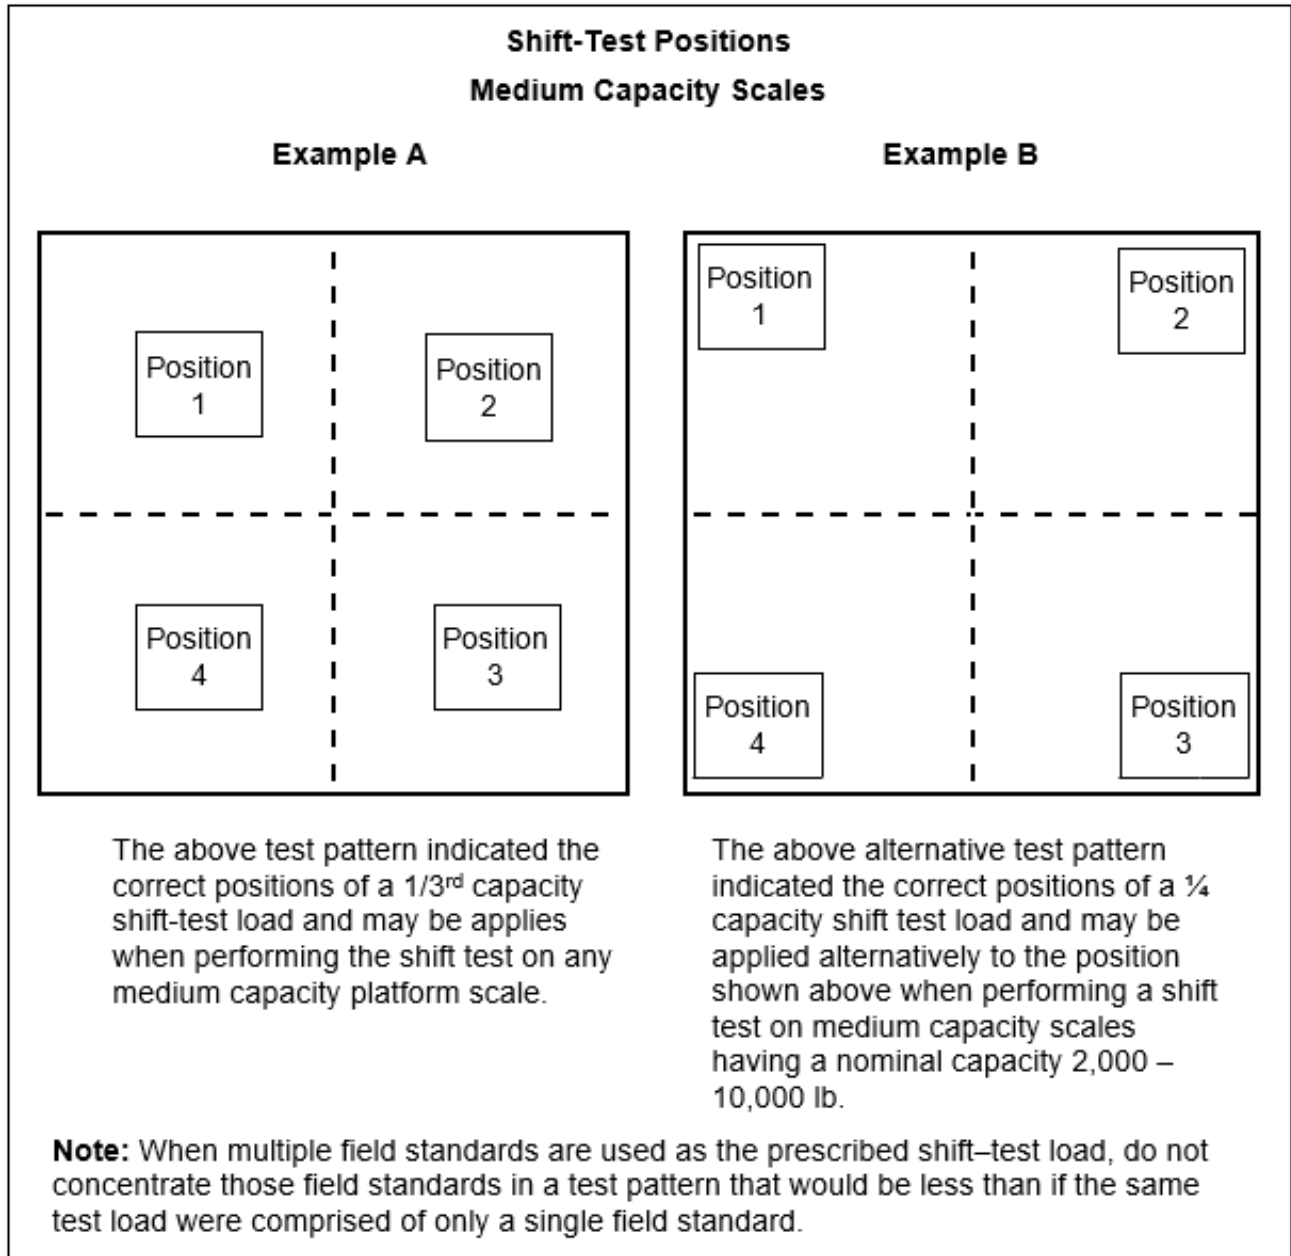 Shift-Test Positions
Medium Capacity Scales
Example A
Example B
Position
1
Position
2
Position
4
Position
3
Position
1
Position
2
Position
4
Position
3
The above test pattern indicated the
correct positions of a 1/3rd capacity
shift-test load and may be applies
when performing the shift test on any
medium capacity platform scale.
The above alternative test pattern
indicated the correct positions of a ¼
capacity shift test load and may be
applied alternatively to the position
shown above when performing a shift
test on medium capacity scales
having a nominal capacity 2,000 –
10,000 lb.
Note: When multiple field standards are used as the prescribed shift–test load, do not
concentrate those field standards in a test pattern that would be less than if the same
test load were comprised of only a single field standard.